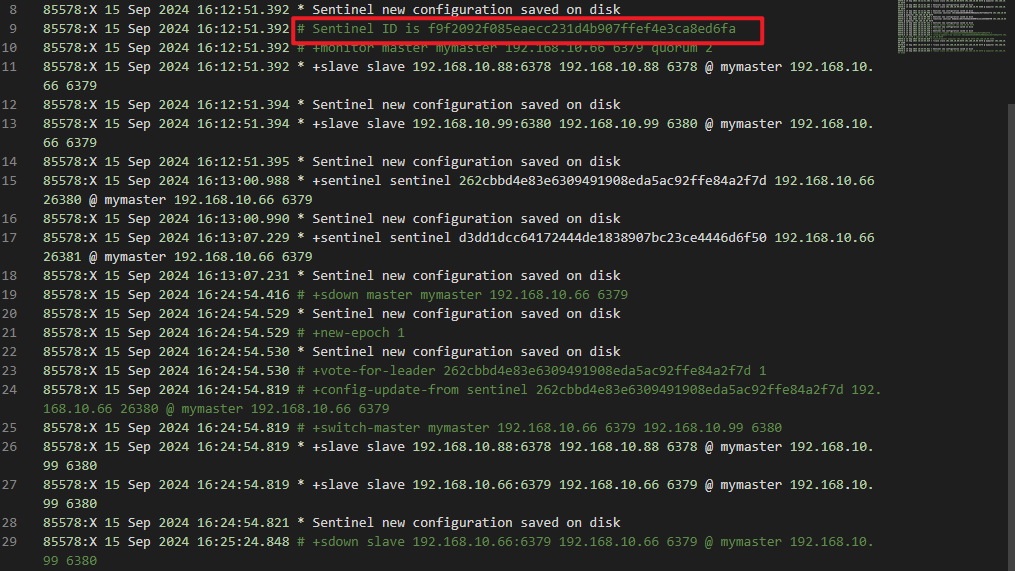 8 85578:X 15 Sep 2024 16:12:51.392 * Sentinel new configuration saved on disk
9 85578:X 15 Sep 2024 16:12:51.392 # Sentinel ID is f9f2092f085eaecc231d4b907ffef4e3ca8ed6fa
10 85578:X 15 Sep 2024 16:12:51.392 # +monitor master mymaster 192.168.10.66 6379 quorum 2
11 85578:X 15 Sep 2024 16:12:51.392 * +slave slave 192.168.10.88:6378 192.168.10.88 6378 @ mymaster 192.168.10.
66 6379
12 85578:X 15 Sep 2024 16:12:51.394 * Sentinel new configuration saved on disk
13 85578:X 15 Sep 2024 16:12:51.394 * +slave slave 192.168.10.99:6380 192.168.10.99 6380 @ mymaster 192.168.10.
66 6379
14 85578:X 15 Sep 2024 16:12:51.395 * Sentinel new configuration saved on disk
15 85578:X 15 Sep 2024 16:13:00.988 * +sentinel sentinel 262cbbd4e83e6309491908eda5ac92ffe84a2f7d 192.168.10.66
26380 @ mymaster 192.168.10.66 6379
16 85578:X 15 Sep 2024 16:13:00.990 * Sentinel new configuration saved on disk
17 85578:X 15 Sep 2024 16:13:07.229 * +sentinel sentinel d3dd1dcc64172444de1838907bc23ce4446d6f50 192.168.10.66
26381 @ mymaster 192.168.10.66 6379
18 85578:X 15 Sep 2024 16:13:07.231 * Sentinel new configuration saved on disk
19 85578:X 15 Sep 2024 16:24:54.416 # +sdown master mymaster 192.168.10.66 6379
20 85578:X 15 Sep 2024 16:24:54.529 * Sentinel new configuration saved on disk
21 85578:X 15 Sep 2024 16:24:54.529 # +new-epoch 1
22 85578:X 15 Sep 2024 16:24:54.530 * Sentinel new configuration saved on disk
23 85578:X 15 Sep 2024 16:24:54.530 # +vote-for-leader 262cbbd4e83e6309491908eda5ac92ffe84a2f7d 1
24 85578:X 15 Sep 2024 16:24:54.819 # +config-update-from sentinel 262cbbd4e83e6309491908eda5ac92ffe84a2f7d 192.
168.10.66 26380 @ mymaster 192.168.10.66 6379
25 85578:X 15 Sep 2024 16:24:54.819 # +switch-master mymaster 192.168.10.66 6379 192.168.10.99 6380
26 85578:X 15 Sep 2024 16:24:54.819 * +slave slave 192.168.10.88:6378 192.168.10.88 6378 @ mymaster 192.168.10.
99 6380
27 85578:X 15 Sep 2024 16:24:54.819 * +slave slave 192.168.10.66:6379 192.168.10.66 6379 @ mymaster 192.168.10.
99 6380
28 85578:X 15 Sep 2024 16:24:54.821 * Sentinel new configuration saved on disk
29 85578:X 15 Sep 2024 16:25:24.848 # +sdown slave 192.168.10.66:6379 192.168.10.66 6379 @ mymaster 192.168.10.
99 6380